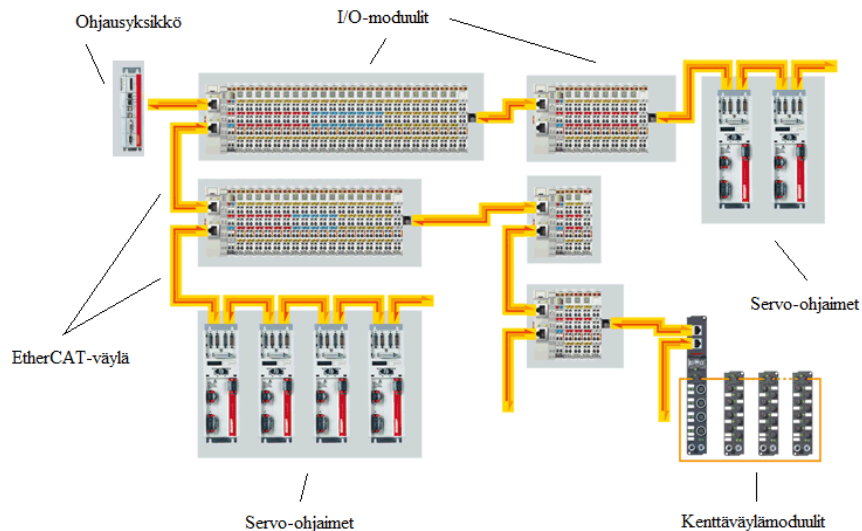 Ohjausyksikkö
I/O-moduulit
Servo-ohjaimet
EtherCAT-väylä
Servo-ohjaimet
Kenttäväylämoduulit